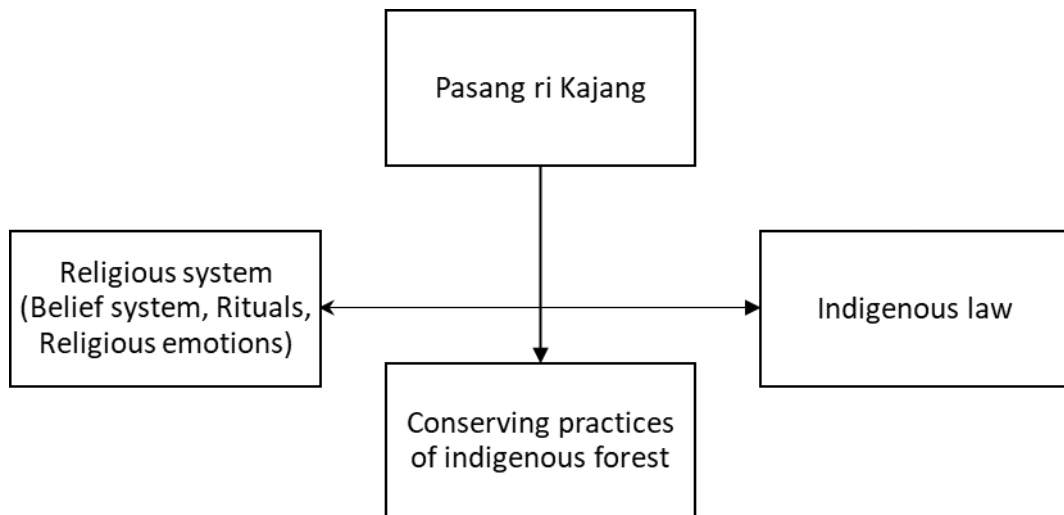 Pasang ri Kajang
Religious system
(Belief system, Rituals,
Religious emotions)
Indigenous law
Conserving practices
of indigenous forest